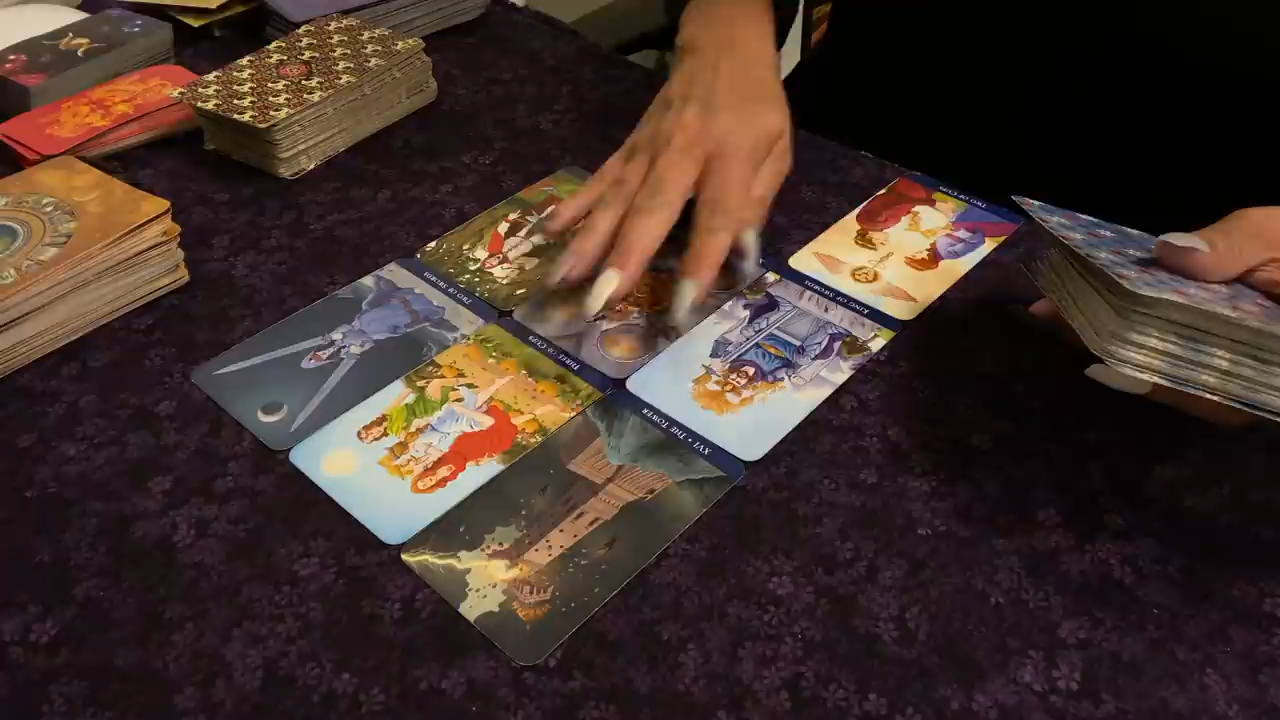 TWO OF CUPS
KING OF SWORDS
TWO OF SWORDS
THREE OF CUPS
XVI • THE TOWER